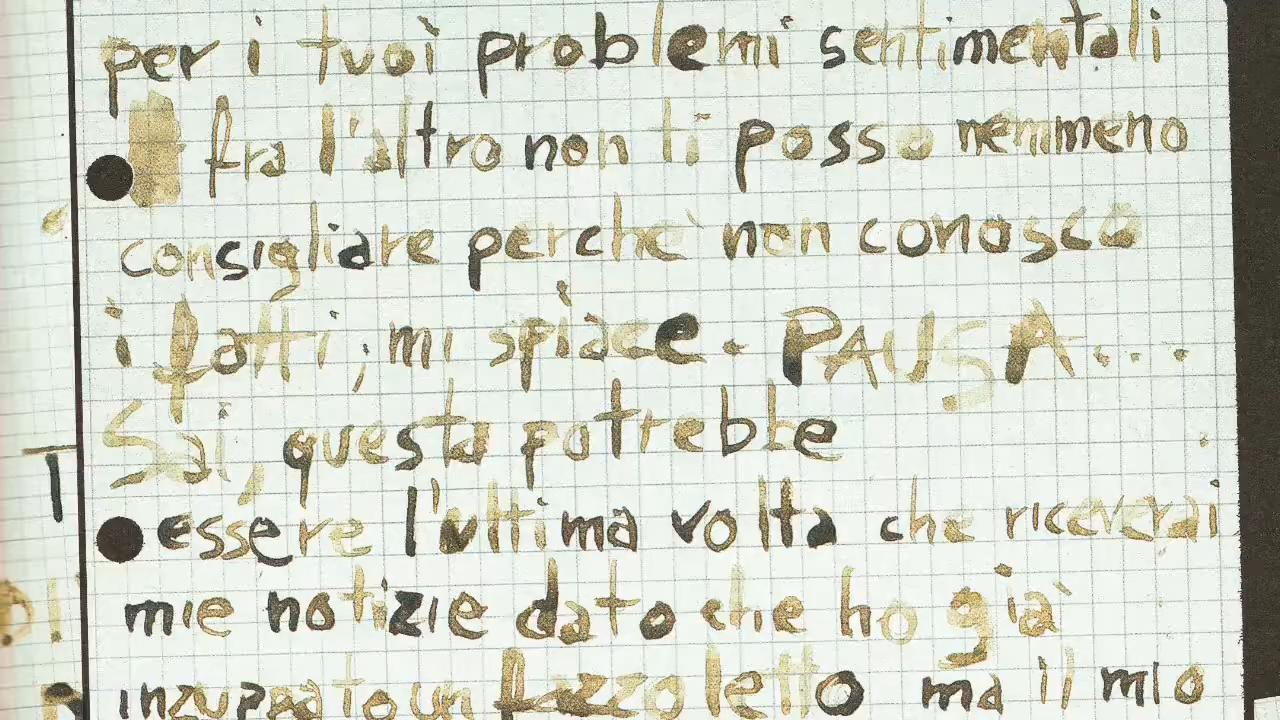 per i tuoi problemi sentimentali
fra l'altro non ti posso nemmeno
consigliare perchè non conosco
i fatti, mi spiace. PAUSA...
Sai, questa potrebbe
essere l'ultima volta che riceverai
mie notizie dato che ho già
inzuppato un fazzoletto ma il mio